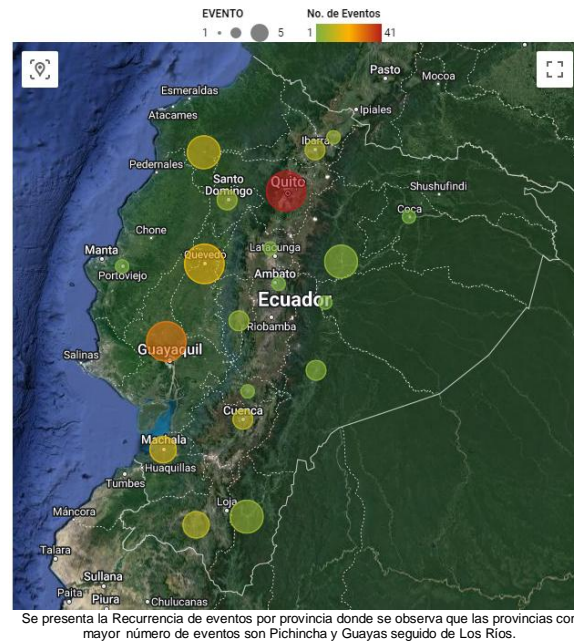 EVENTO
No. de Eventos
1
5
1
41
Pasto
Mocoa
Esmeraldas
Atacames
Ipiales
Ibarra
Pedernales
Santo
Domingo
Quito
Shushufindi
Coca
Chone
Manta
Portoviejo
Quevedo
Latacunga
Ambato
Ecuador
Riobamba
Salinas
Guayaquil
Cuenca
Machala
Huaquillas
Tumbes
Loja
Máncora
Talara
Sullana
Paita
Piura
Chulucanas
Se presenta la Recurrencia de eventos por provincia donde se observa que las provincias con
mayor número de eventos son Pichincha y Guayas seguido de Los Ríos.